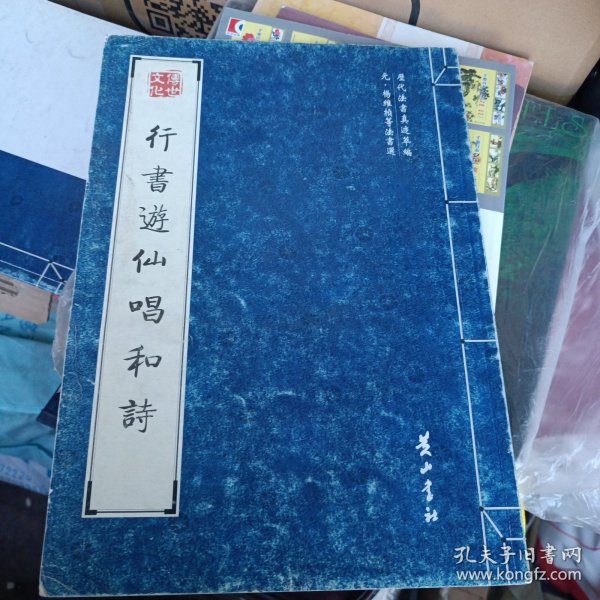 歷代法書真迹萃編
元·楊維楨等法書選
傳世
文化
行書遊仙唱和詩
黄山書社
孔夫子旧书网
www.kongfz.com